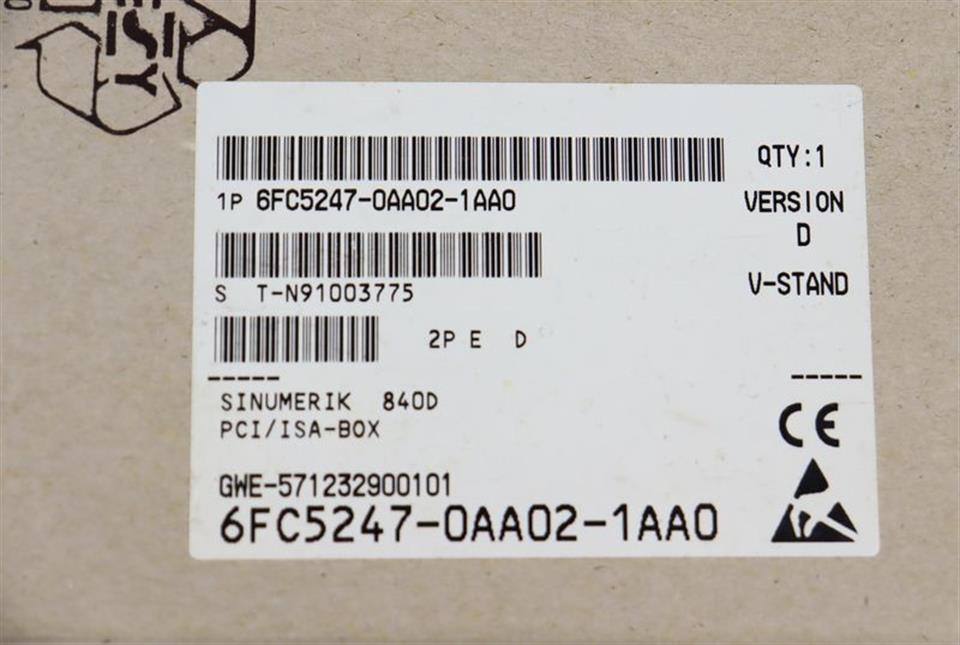 QTY:1
1P 6FC5247-0AA02-1AA0
VERSION
D
S T-N91003775
V-STAND
2P E D
-----
-----
SINUMERIK 840D
PCI/ISA-BOX
CE
GWE-571232900101
6FC5247-0AA02-1AA0